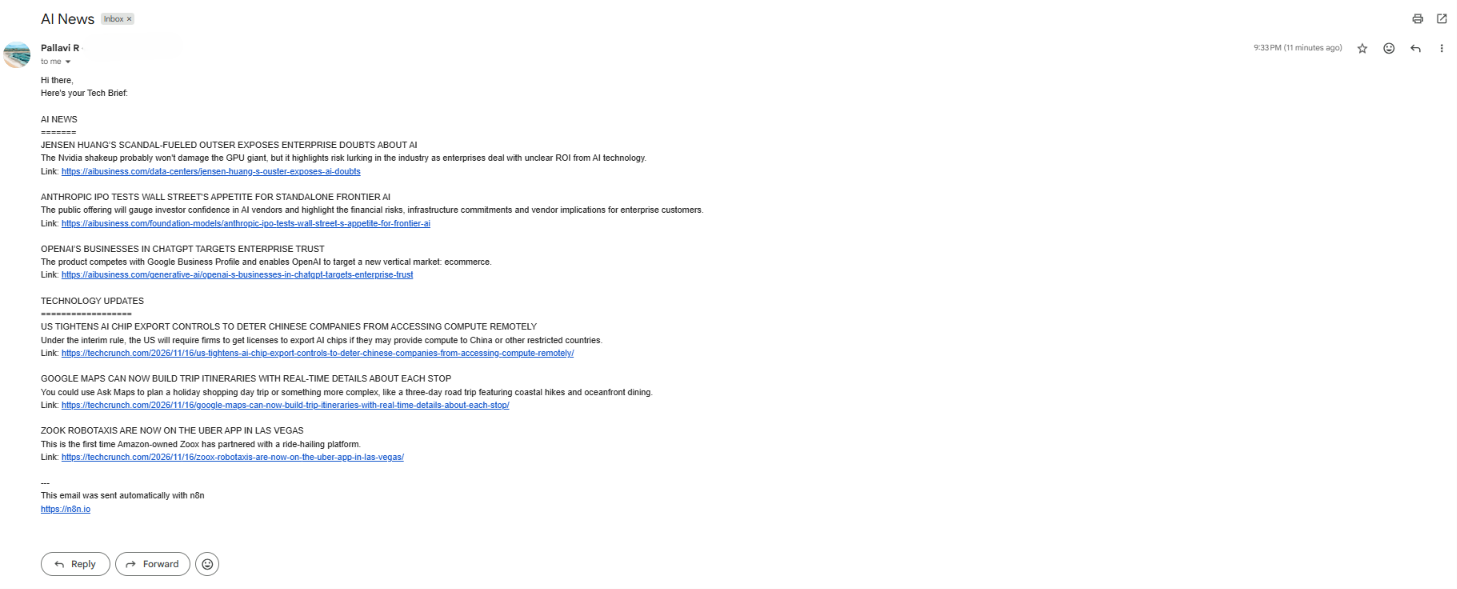 AI News Inbox ×
Pallavi R
9:33 PM (11 minutes ago)
to me
Hi there,
Here's your Tech Brief:
AI NEWS
=======
JENSEN HUANG'S SCANDAL-FUELED OUTSER EXPOSES ENTERPRISE DOUBTS ABOUT AI
The Nvidia shakeup probably won't damage the GPU giant, but it highlights risk lurking in the industry as enterprises deal with unclear ROI from AI technology.
Link: https://aibusiness.com/data-centers/jensen-huang-s-ouster-exposes-ai-doubts
ANTHROPIC IPO TESTS WALL STREET'S APPETITE FOR STANDALONE FRONTIER AI
The public offering will gauge investor confidence in AI vendors and highlight the financial risks, infrastructure commitments and vendor implications for enterprise customers.
Link: https://aibusiness.com/foundation-models/anthropic-ipo-tests-wall-street-s-appetite-for-frontier-ai
OPENAI'S BUSINESSES IN CHATGPT TARGETS ENTERPRISE TRUST
The product competes with Google Business Profile and enables OpenAI to target a new vertical market: ecommerce.
Link: https://aibusiness.com/generative-ai/openai-s-businesses-in-chatgpt-targets-enterprise-trust
TECHNOLOGY UPDATES
==================
US TIGHTENS AI CHIP EXPORT CONTROLS TO DETER CHINESE COMPANIES FROM ACCESSING COMPUTE REMOTELY
Under the interim rule, the US will require firms to get licenses to export AI chips if they may provide compute to China or other restricted countries.
Link: https://techcrunch.com/2026/11/16/us-tightens-ai-chip-export-controls-to-deter-chinese-companies-from-accessing-compute-remotely/
GOOGLE MAPS CAN NOW BUILD TRIP ITINERARIES WITH REAL-TIME DETAILS ABOUT EACH STOP
You could use Ask Maps to plan a holiday shopping day trip or something more complex, like a three-day road trip featuring coastal hikes and oceanfront dining.
Link: https://techcrunch.com/2026/11/16/google-maps-can-now-build-trip-itineraries-with-real-time-details-about-each-stop/
ZOOK ROBOTAXIS ARE NOW ON THE UBER APP IN LAS VEGAS
This is the first time Amazon-owned Zoox has partnered with a ride-hailing platform.
Link: https://techcrunch.com/2026/11/16/zoox-robotaxis-are-now-on-the-uber-app-in-las-vegas/
---
This email was sent automatically with n8n
https://n8n.io
Reply Forward